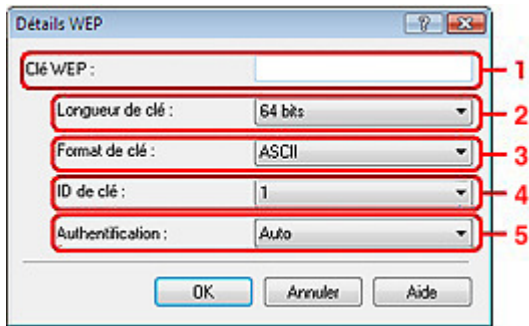 Détails WEP
Clé WEP : 1
Longueur de clé : 64 bits 2
Format de clé : ASCII 3
ID de clé : 1 4
Authentification : Auto 5
OK Annuler Aide